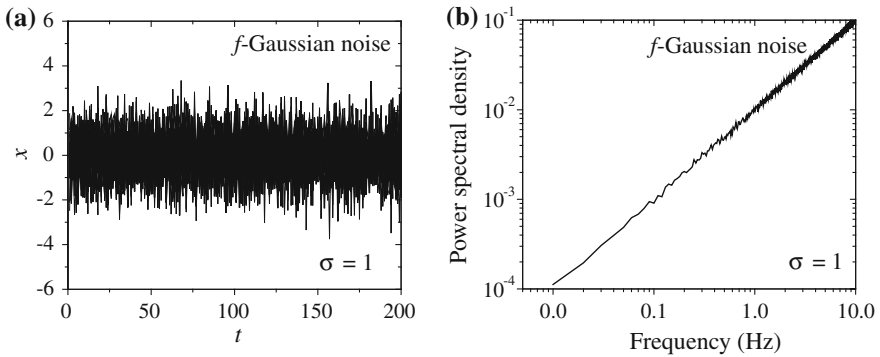 (a)
6
4
2
0
-2
-4
-6
x
f-Gaussian noise
σ = 1
0
50
100
150
200
t
(b)
10⁻¹
10⁻²
10⁻³
10⁻⁴
Power spectral density
f-Gaussian noise
σ = 1
0.0
0.1
1.0
10.0
Frequency (Hz)